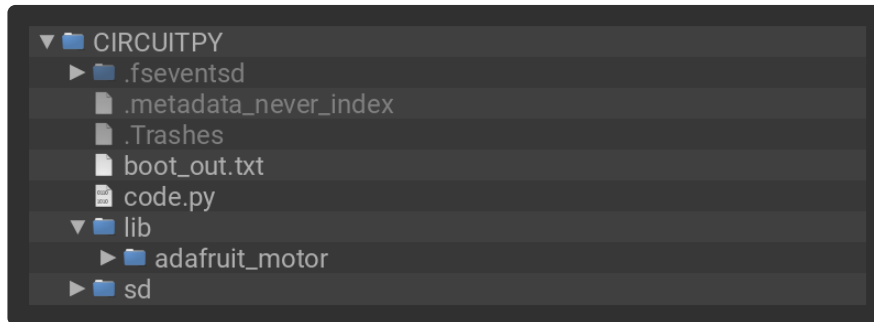 CIRCUITPY
.fseventsd
.metadata_never_index
.Trashes
boot_out.txt
code.py
lib
adafruit_motor
sd